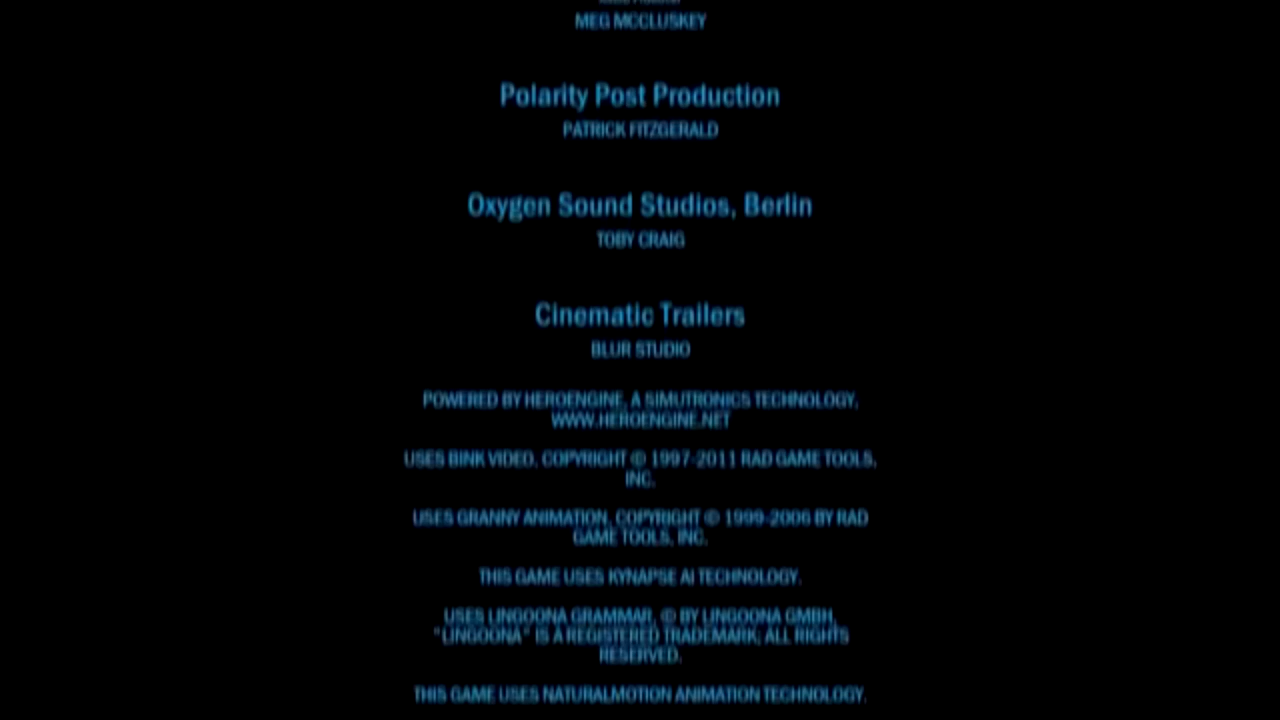 MEG MCCLUSKEY
Polarity Post Production
PATRICK FITZGERALD
Oxygen Sound Studios, Berlin
TOBY CRAIG
Cinematic Trailers
BLUR STUDIO
POWERED BY HEROENGINE, A SIMUTRONICS TECHNOLOGY,
WWW.HEROENGINE.NET
USES BINK VIDEO. COPYRIGHT © 1997-2011 RAD GAME TOOLS,
INC.
USES GRANNY ANIMATION. COPYRIGHT © 1999-2006 BY RAD
GAME TOOLS, INC.
THIS GAME USES KYNAPSE AI TECHNOLOGY.
USES LINGOONA GRAMMAR, © BY LINGOONA GMBH,
"LINGOONA" IS A REGISTERED TRADEMARK, ALL RIGHTS
RESERVED.
THIS GAME USES NATURALMOTION ANIMATION TECHNOLOGY.